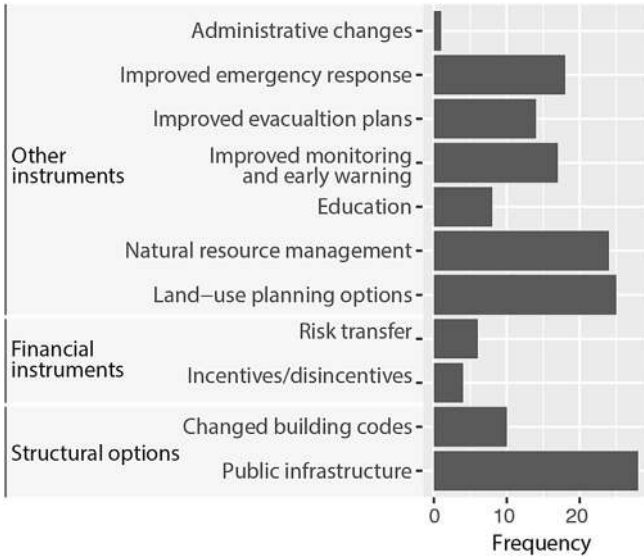 Administrative changes
Improved emergency response
Improved evacualtion plans
Other
instruments
Improved monitoring
and early warning
Education
Natural resource management
Land−use planning options
Financial
instruments
Risk transfer
Incentives/disincentives
Structural options
Changed building codes
Public infrastructure
0 10 20
Frequency